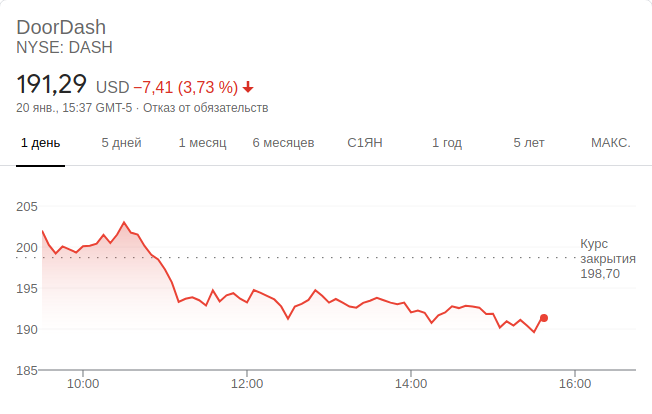 DoorDash
NYSE: DASH
191,29 USD −7,41 (3,73 %)
20 янв., 15:37 GMT-5 · Отказ от обязательств
1 день 5 дней 1 месяц 6 месяцев С1ЯН 1 год 5 лет МАКС.
205
200
195
190
185
Курс
закрытия
198,70
10:00 12:00 14:00 16:00